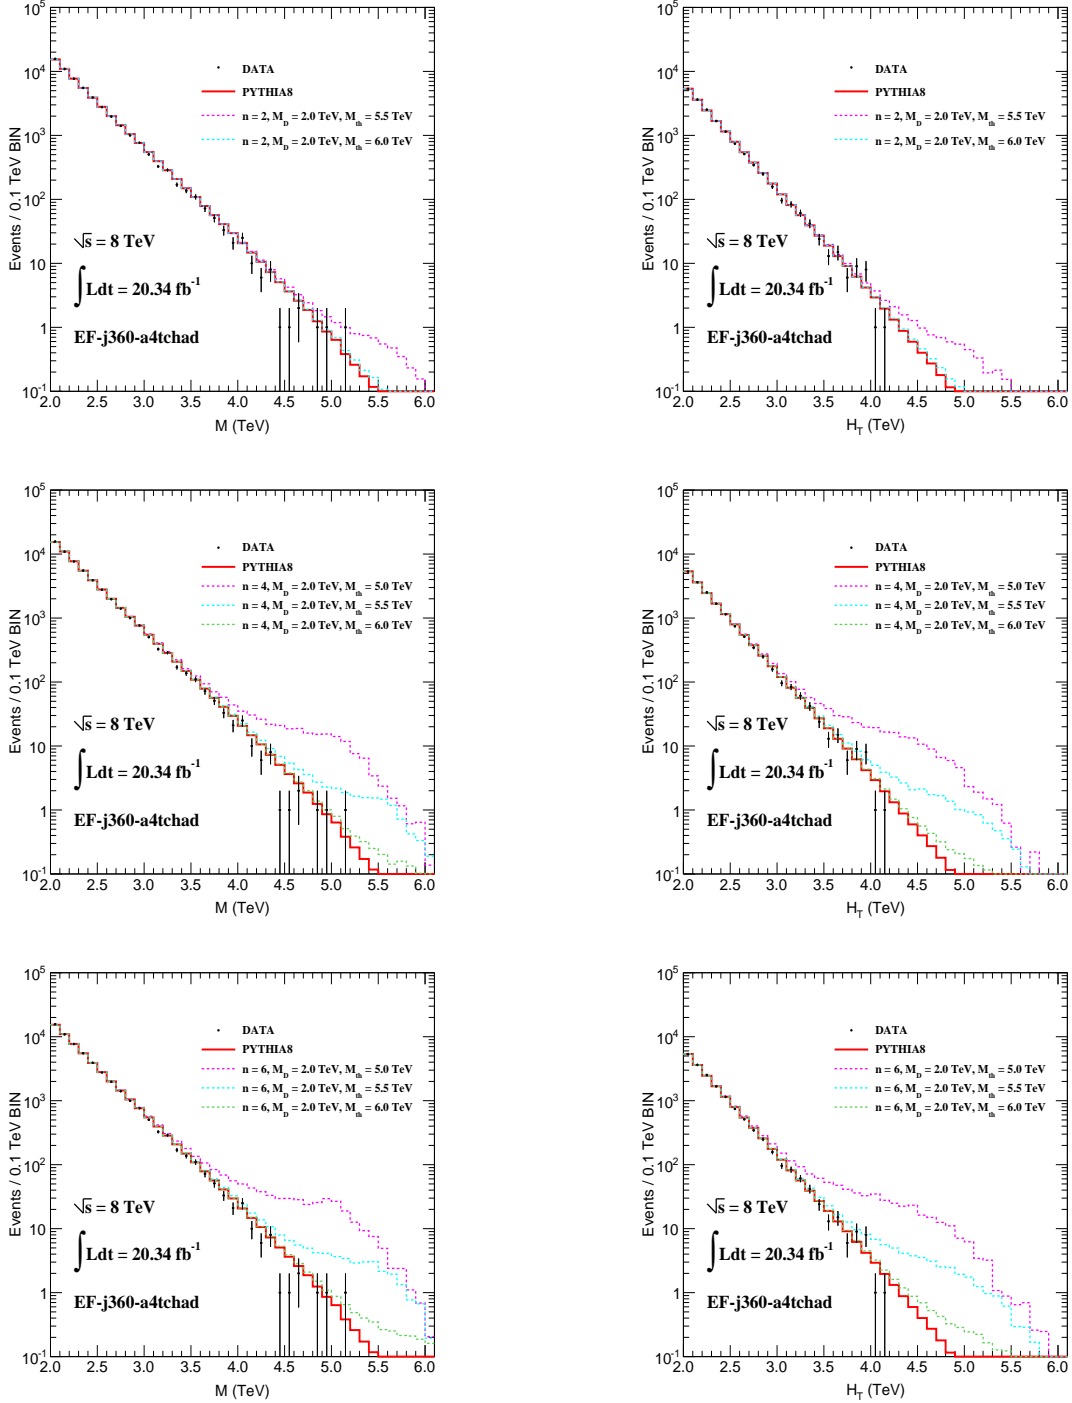 10^5
10^4
10^3
10^2
10
1
10^-1
Events / 0.1 TeV BIN
DATA
PYTHIA8
n = 2, M_D = 2.0 TeV, M_th = 5.5 TeV
n = 2, M_D = 2.0 TeV, M_th = 6.0 TeV
√s = 8 TeV
∫Ldt = 20.34 fb^-1
EF-j360-a4tchad
2.0 2.5 3.0 3.5 4.0 4.5 5.0 5.5 6.0
M (TeV)
10^5
10^4
10^3
10^2
10
1
10^-1
Events / 0.1 TeV BIN
DATA
PYTHIA8
n = 2, M_D = 2.0 TeV, M_th = 5.5 TeV
n = 2, M_D = 2.0 TeV, M_th = 6.0 TeV
√s = 8 TeV
∫Ldt = 20.34 fb^-1
EF-j360-a4tchad
2.0 2.5 3.0 3.5 4.0 4.5 5.0 5.5 6.0
H_T (TeV)
10^5
10^4
10^3
10^2
10
1
10^-1
Events / 0.1 TeV BIN
DATA
PYTHIA8
n = 4, M_D = 2.0 TeV, M_th = 5.0 TeV
n = 4, M_D = 2.0 TeV, M_th = 5.5 TeV
n = 4, M_D = 2.0 TeV, M_th = 6.0 TeV
√s = 8 TeV
∫Ldt = 20.34 fb^-1
EF-j360-a4tchad
2.0 2.5 3.0 3.5 4.0 4.5 5.0 5.5 6.0
M (TeV)
10^5
10^4
10^3
10^2
10
1
10^-1
Events / 0.1 TeV BIN
DATA
PYTHIA8
n = 4, M_D = 2.0 TeV, M_th = 5.0 TeV
n = 4, M_D = 2.0 TeV, M_th = 5.5 TeV
n = 4, M_D = 2.0 TeV, M_th = 6.0 TeV
√s = 8 TeV
∫Ldt = 20.34 fb^-1
EF-j360-a4tchad
2.0 2.5 3.0 3.5 4.0 4.5 5.0 5.5 6.0
H_T (TeV)
10^5
10^4
10^3
10^2
10
1
10^-1
Events / 0.1 TeV BIN
DATA
PYTHIA8
n = 6, M_D = 2.0 TeV, M_th = 5.0 TeV
n = 6, M_D = 2.0 TeV, M_th = 5.5 TeV
n = 6, M_D = 2.0 TeV, M_th = 6.0 TeV
√s = 8 TeV
∫Ldt = 20.34 fb^-1
EF-j360-a4tchad
2.0 2.5 3.0 3.5 4.0 4.5 5.0 5.5 6.0
M (TeV)
10^5
10^4
10^3
10^2
10
1
10^-1
Events / 0.1 TeV BIN
DATA
PYTHIA8
n = 6, M_D = 2.0 TeV, M_th = 5.0 TeV
n = 6, M_D = 2.0 TeV, M_th = 5.5 TeV
n = 6, M_D = 2.0 TeV, M_th = 6.0 TeV
√s = 8 TeV
∫Ldt = 20.34 fb^-1
EF-j360-a4tchad
2.0 2.5 3.0 3.5 4.0 4.5 5.0 5.5 6.0
H_T (TeV)